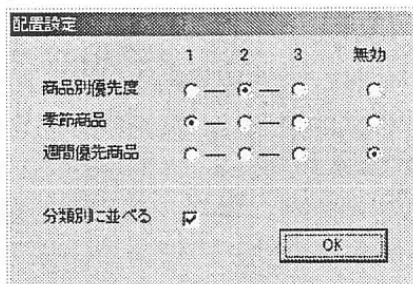 配置設定
1 2 3 無効
商品別優先度
季節商品
週間優先商品
分類別に並べる
OK